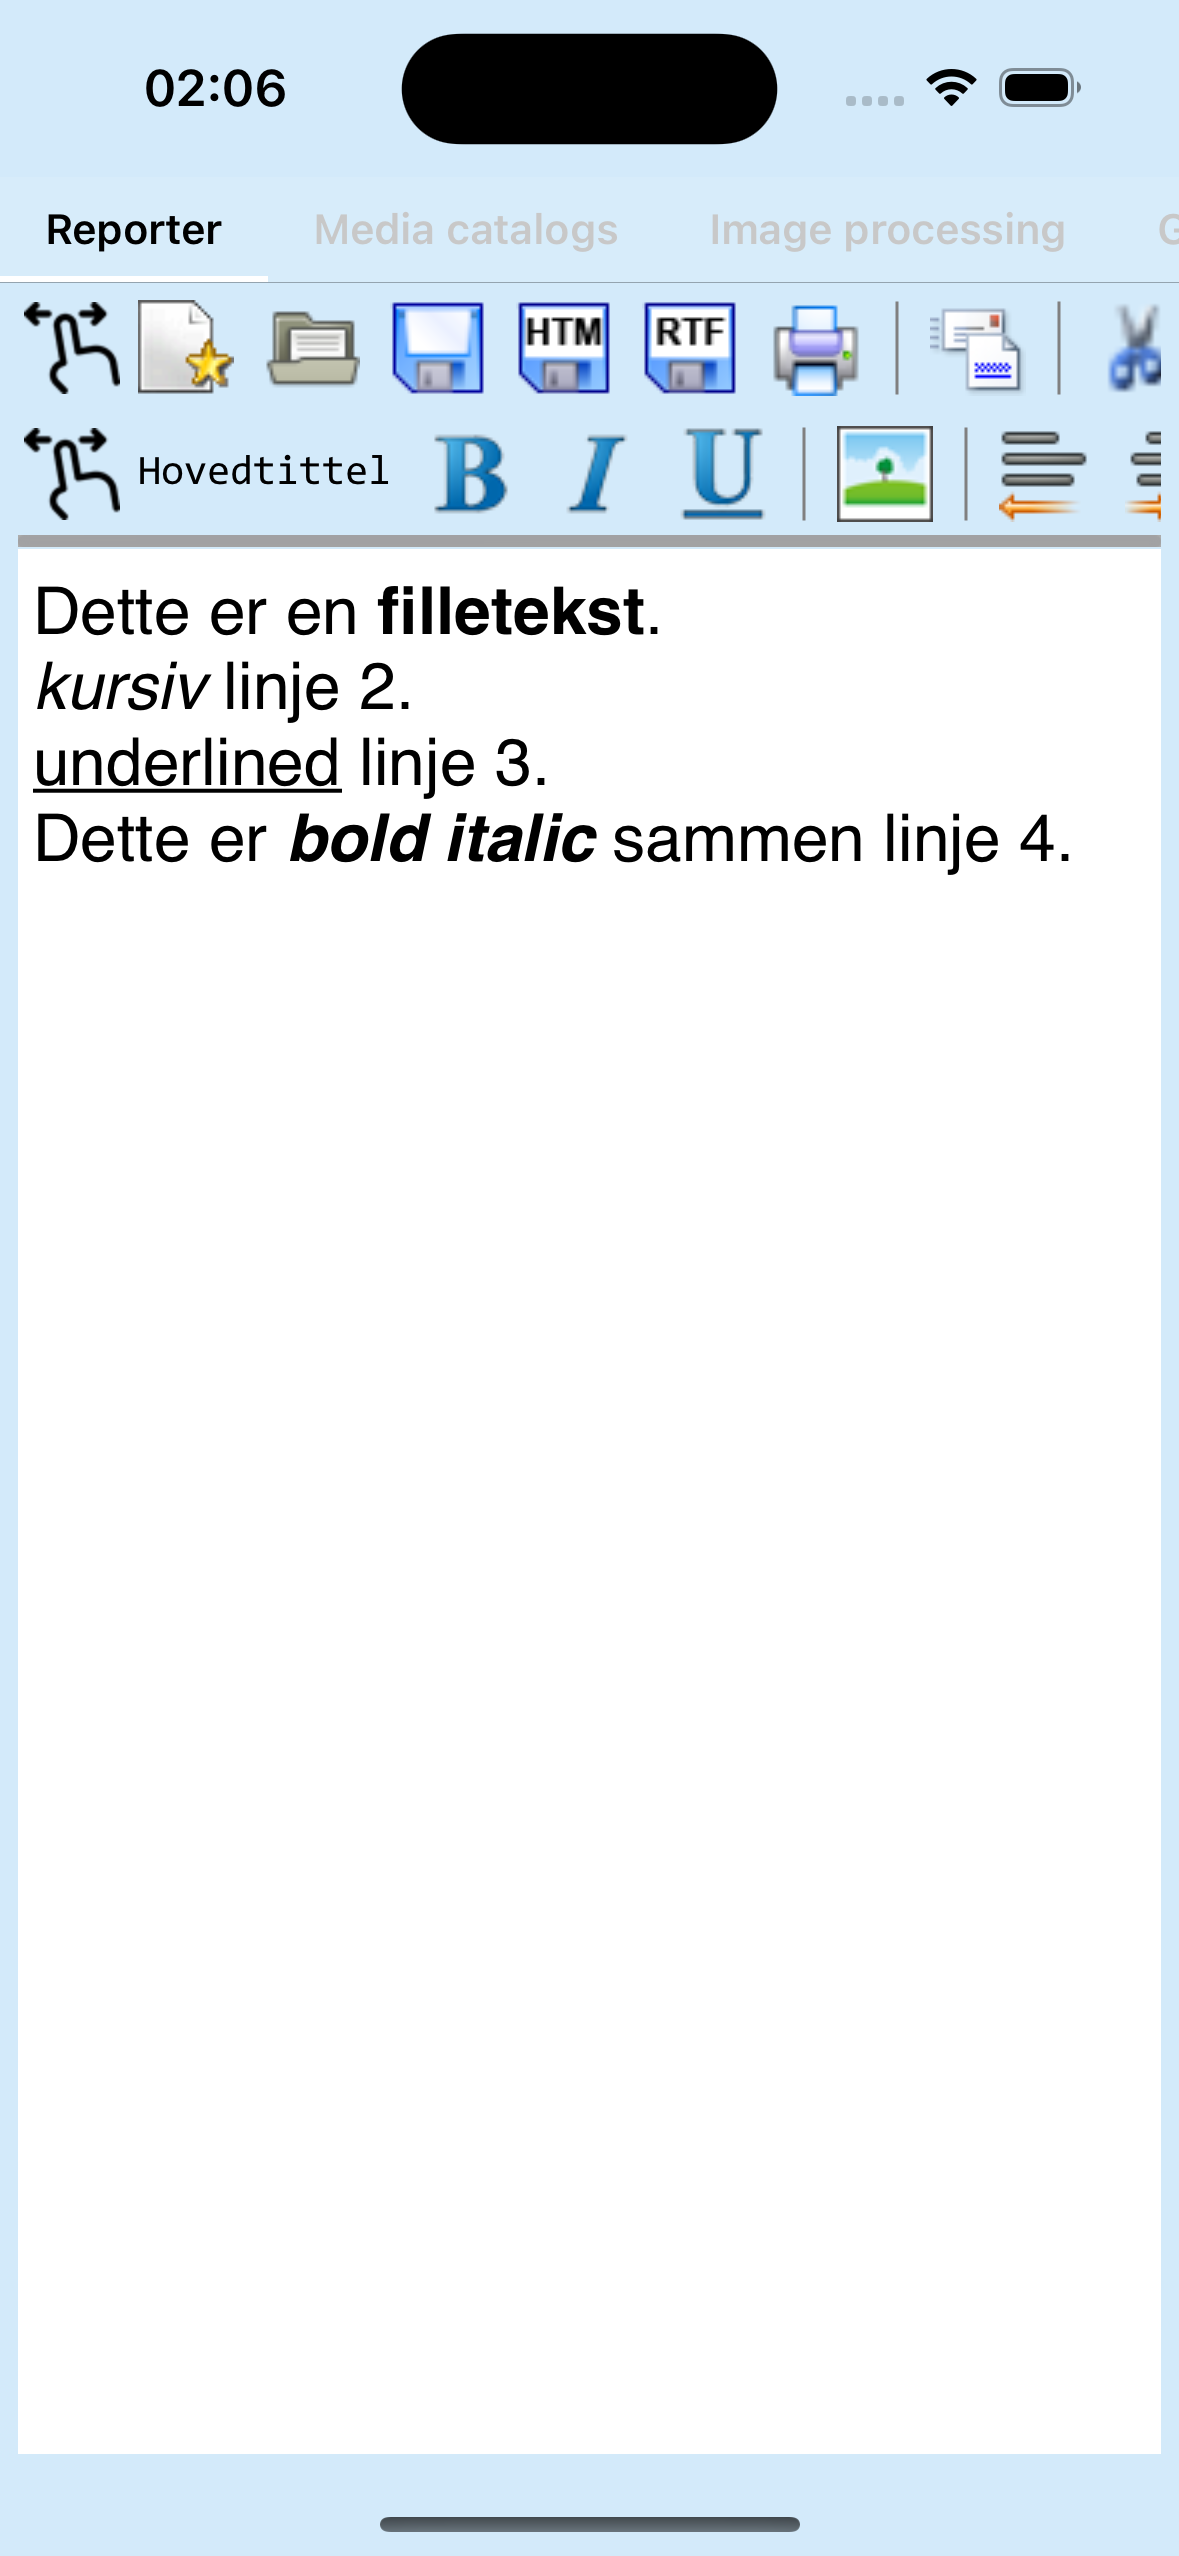 02:06
Reporter Media catalogs Image processing G
HTM RTF
Hovedtittel B I U
Dette er en filletekst.
kursiv linje 2.
underlined linje 3.
Dette er bold italic sammen linje 4.